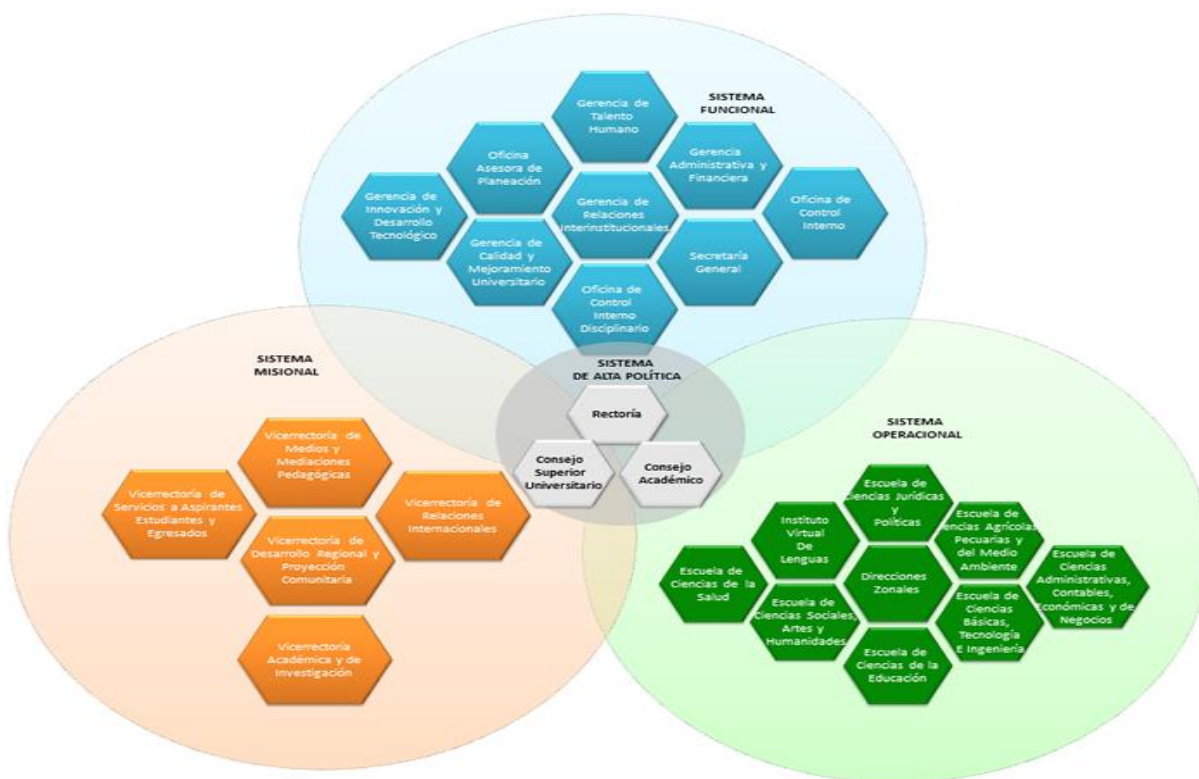 SISTEMA
FUNCIONAL
Gerencia de
Talento
Humano
Oficina
Asesora de
Planeación
Gerencia
Administrativa y
Financiera
Gerencia de
Innovación y
Desarrollo
Tecnológico
Gerencia de
Relaciones
Interinstitucionales
Oficina de
Control
Interno
Gerencia de
Calidad y
Mejoramiento
Universitario
Secretaría
General
Oficina de
Control
Interno
Disciplinario
SISTEMA
MISIONAL
Vicerrectoría de
Medios y
Mediaciones
Pedagógicas
Vicerrectoría de
Servicios a Aspirantes
Estudiantes y
Egresados
Vicerrectoría de
Relaciones
Internacionales
Vicerrectoría de
Desarrollo Regional y
Proyección
Comunitaria
Vicerrectoría
Académica y de
Investigación
SISTEMA
DE ALTA POLÍTICA
Rectoría
Consejo
Superior
Universitario
Consejo
Académico
SISTEMA
OPERACIONAL
Escuela de
Ciencias Jurídicas
y
Políticas
Instituto
Virtual
De
Lenguas
Escuela de
Ciencias Agrícolas
Pecuarias y
del Medio
Ambiente
Escuela de
Ciencias de la
Salud
Direcciones
Zonales
Escuela de
Ciencias
Administrativas,
Contables,
Económicas y de
Negocios
Escuela de
Ciencias Sociales,
Artes y
Humanidades
Escuela de
Ciencias
Básicas,
Tecnología
E Ingeniería
Escuela de
Ciencias de la
Educación